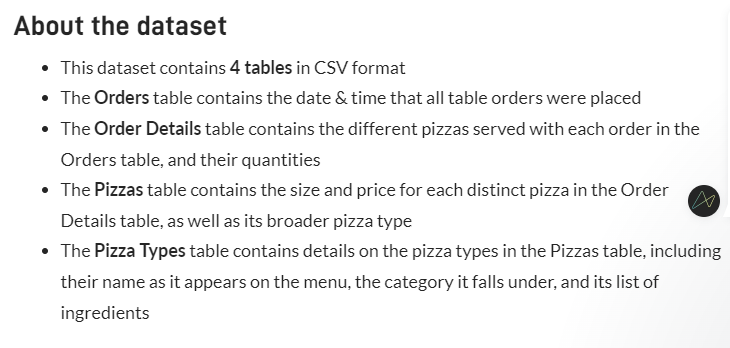 About the dataset
• This dataset contains 4 tables in CSV format
• The Orders table contains the date & time that all table orders were placed
• The Order Details table contains the different pizzas served with each order in the
Orders table, and their quantities
• The Pizzas table contains the size and price for each distinct pizza in the Order
Details table, as well as its broader pizza type
• The Pizza Types table contains details on the pizza types in the Pizzas table, including
their name as it appears on the menu, the category it falls under, and its list of
ingredients